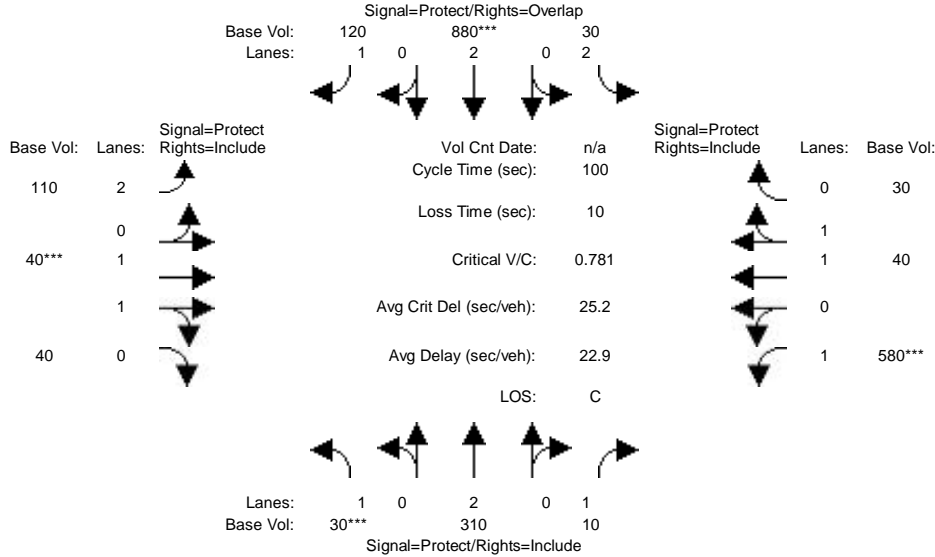 Signal=Protect/Rights=Overlap
Base Vol: 120 880*** 30
Lanes: 1 0 2 0 2
Signal=Protect
Rights=Include
Base Vol: Lanes:
Vol Cnt Date: n/a
Signal=Protect
Rights=Include
Lanes: Base Vol:
Cycle Time (sec): 100
110 2
0 30
Loss Time (sec): 10
0
1
40*** 1
Critical V/C: 0.781
1 40
1
Avg Crit Del (sec/veh): 25.2
0
40 0
Avg Delay (sec/veh): 22.9
1 580***
LOS: C
Lanes: 1 0 2 0 1
Base Vol: 30*** 310 10
Signal=Protect/Rights=Include